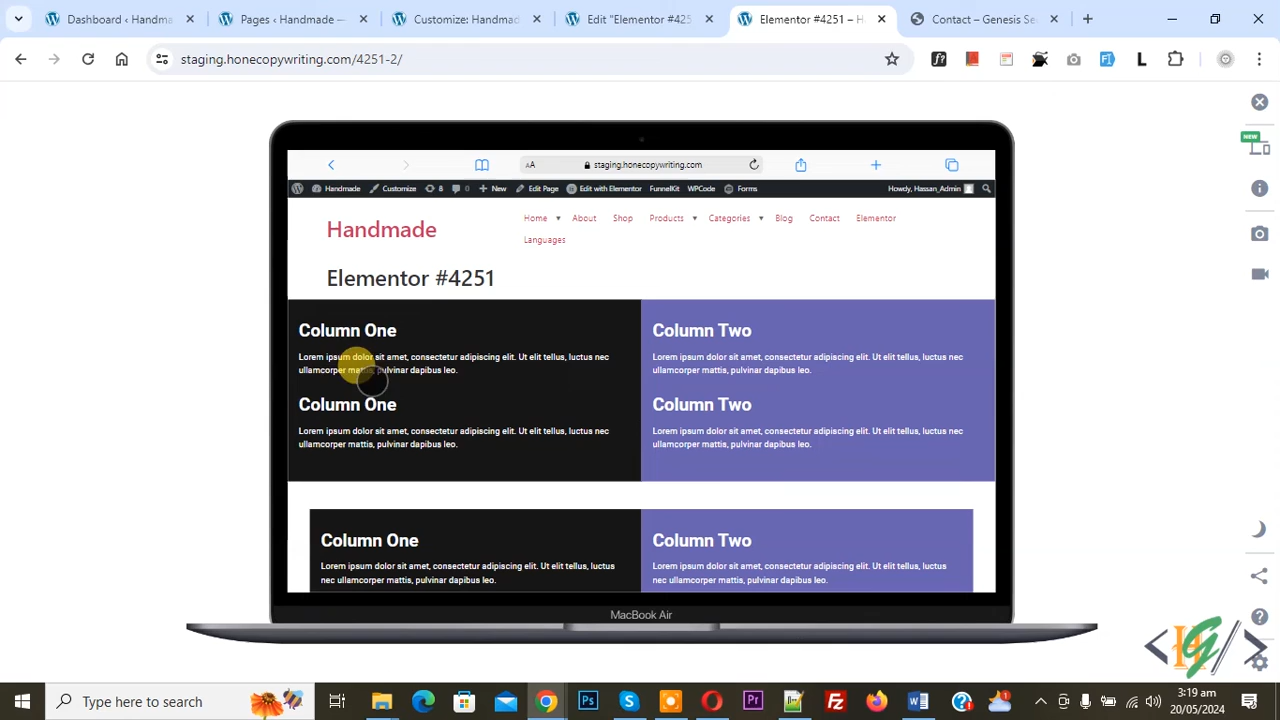 Dashboard ‹ Handma
Pages ‹ Handmade —
Customize: Handmad
Edit "Elementor #425
Elementor #4251 – H
Contact – Genesis Se
staging.honecopywriting.com/4251-2/
AA
staging.honecopywriting.com
Handmade
Customize
8
0
New
Edit Page
Edit with Elementor
FunnelKit
WPCode
Forms
Howdy, Hassan_Admin
Handmade
Home
About
Shop
Products
Categories
Blog
Contact
Elementor
Languages
Elementor #4251
Column One
Lorem ipsum dolor sit amet, consectetur adipiscing elit. Ut elit tellus, luctus nec
ullamcorper mattis, pulvinar dapibus leo.
Column One
Lorem ipsum dolor sit amet, consectetur adipiscing elit. Ut elit tellus, luctus nec
ullamcorper mattis, pulvinar dapibus leo.
Column Two
Lorem ipsum dolor sit amet, consectetur adipiscing elit. Ut elit tellus, luctus nec
ullamcorper mattis, pulvinar dapibus leo.
Column Two
Lorem ipsum dolor sit amet, consectetur adipiscing elit. Ut elit tellus, luctus nec
ullamcorper mattis, pulvinar dapibus leo.
Column One
Lorem ipsum dolor sit amet, consectetur adipiscing elit. Ut elit tellus, luctus
nec ullamcorper mattis, pulvinar dapibus leo.
Column Two
Lorem ipsum dolor sit amet, consectetur adipiscing elit. Ut elit tellus, luctus
nec ullamcorper mattis, pulvinar dapibus leo.
MacBook Air
NEW
Type here to search
3:19 am
20/05/2024